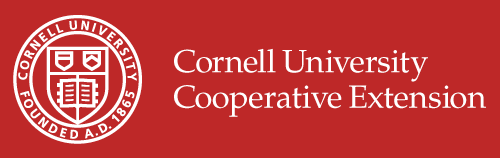 CORNELL UNIVERSITY
FOUNDED A.D. 1865
Cornell University
Cooperative Extension